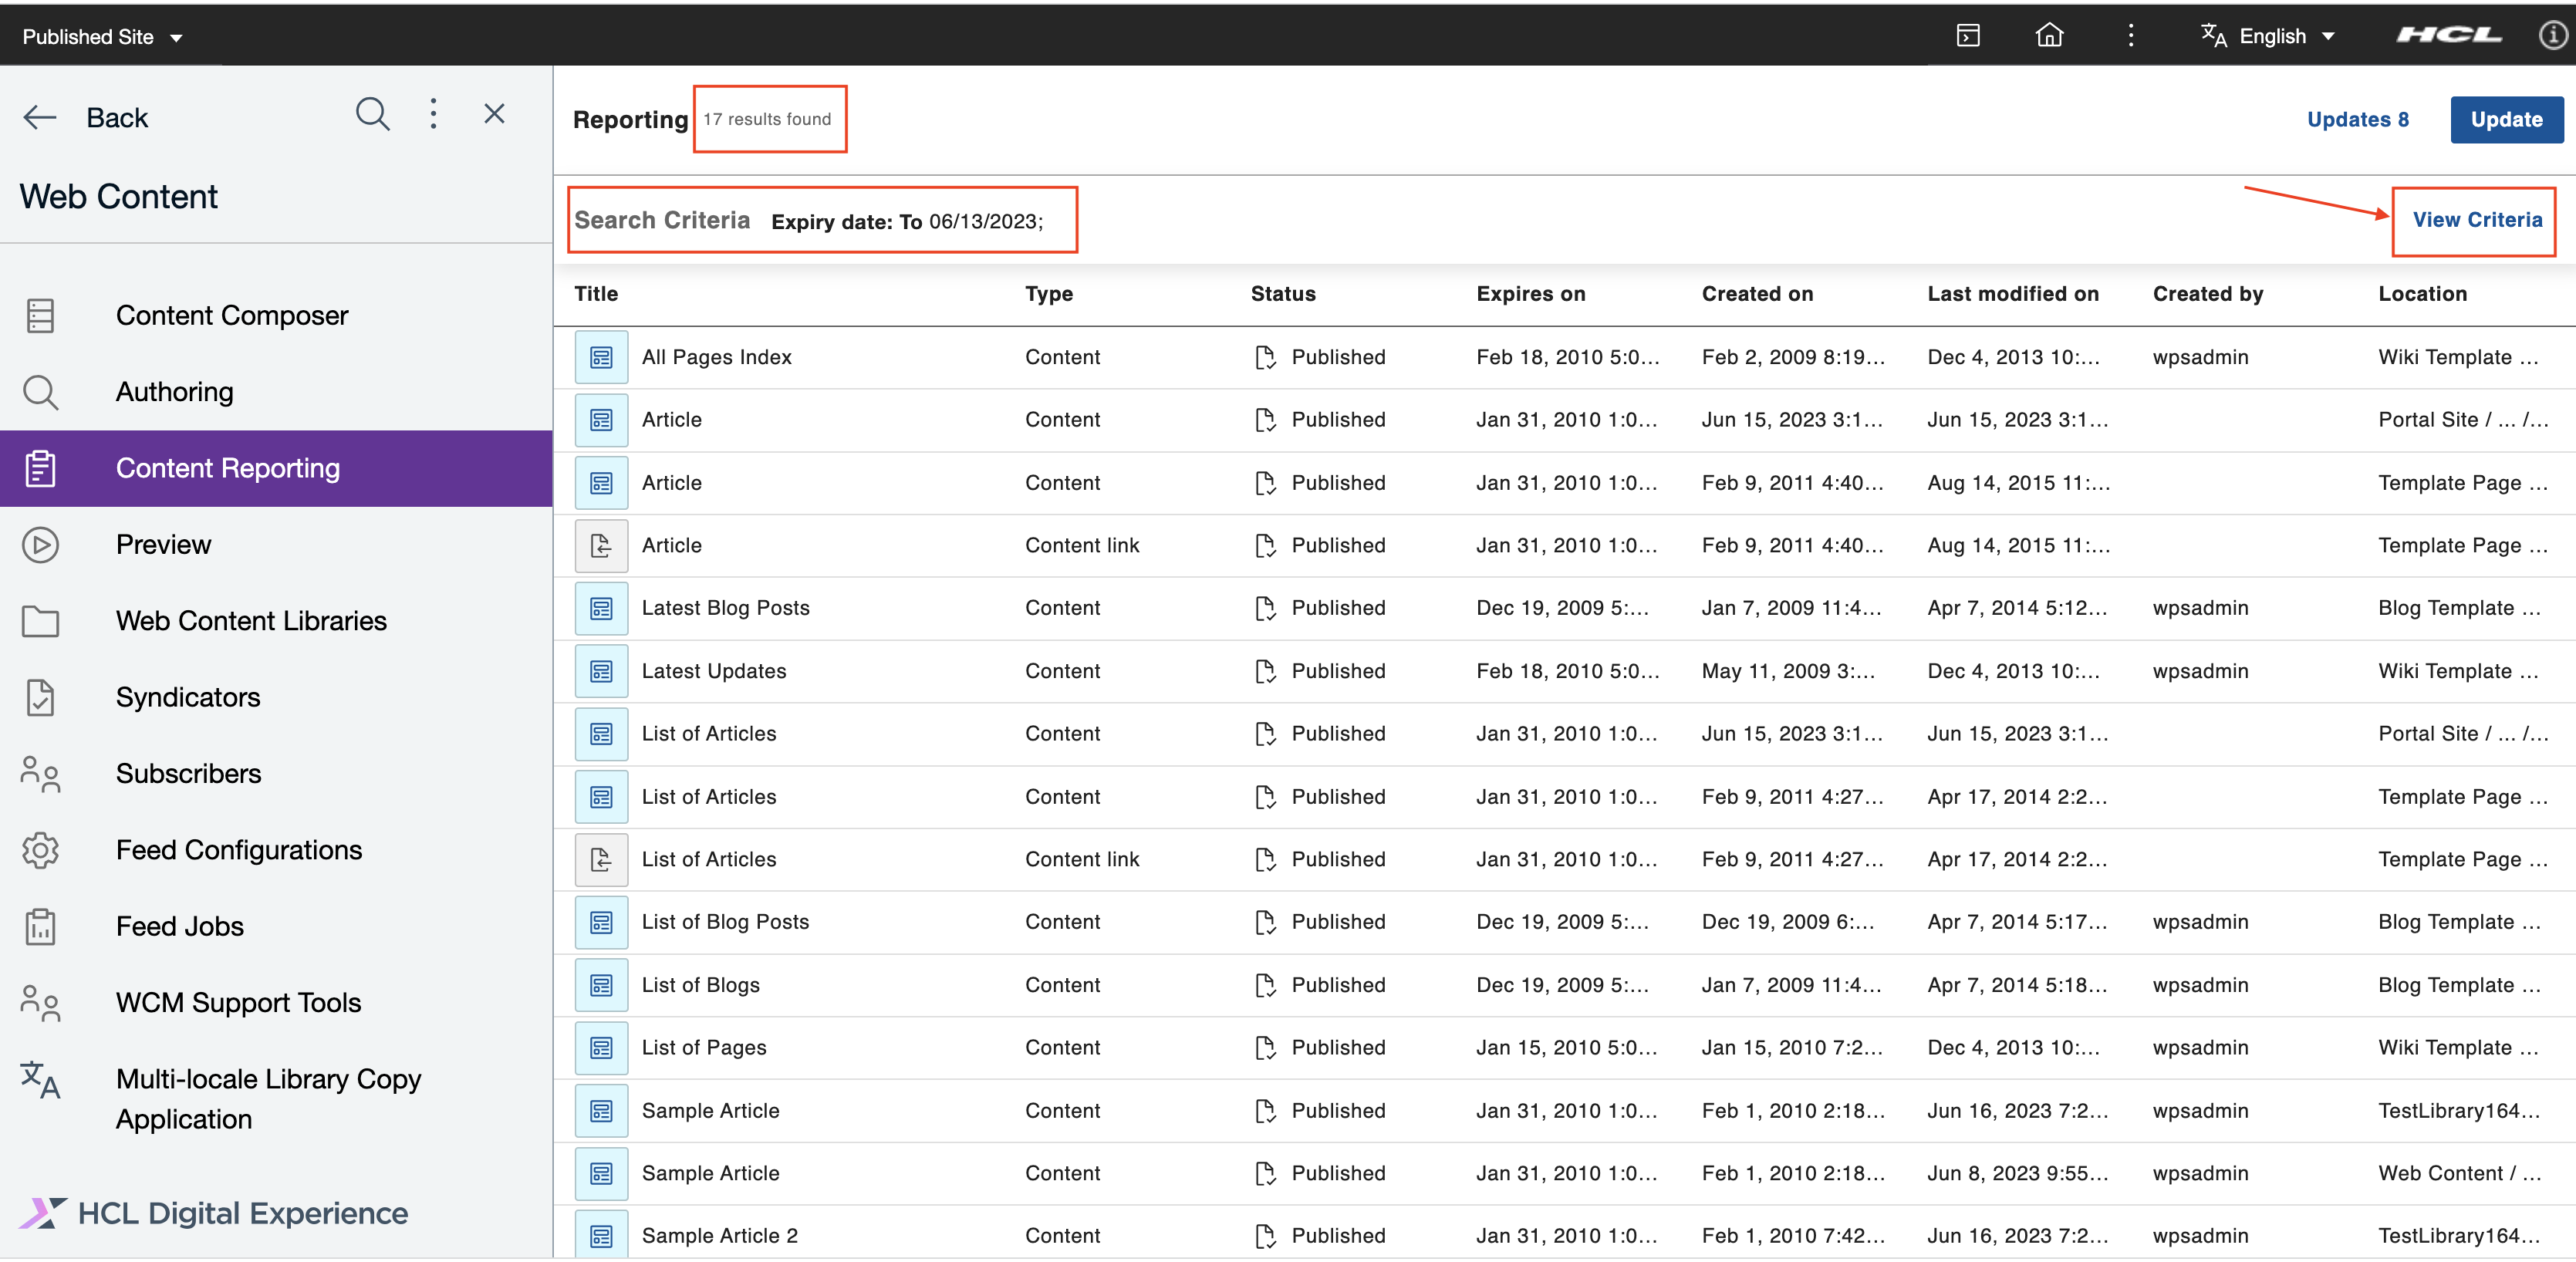 Published Site
English
HCL
Back
Web Content
Content Composer
Authoring
Content Reporting
Preview
Web Content Libraries
Syndicators
Subscribers
Feed Configurations
Feed Jobs
WCM Support Tools
Multi-locale Library Copy
Application
HCL Digital Experience
Reporting 17 results found Updates 8 Update
Search Criteria Expiry date: To 06/13/2023; View Criteria
Title Type Status Expires on Created on Last modified on Created by Location
All Pages Index Content Published Feb 18, 2010 5:0... Feb 2, 2009 8:19... Dec 4, 2013 10:... wpsadmin Wiki Template ...
Article Content Published Jan 31, 2010 1:0... Jun 15, 2023 3:1... Jun 15, 2023 3:1... Portal Site / ... /...
Article Content Published Jan 31, 2010 1:0... Feb 9, 2011 4:40... Aug 14, 2015 11:... Template Page ...
Article Content link Published Jan 31, 2010 1:0... Feb 9, 2011 4:40... Aug 14, 2015 11:... Template Page ...
Latest Blog Posts Content Published Dec 19, 2009 5:... Jan 7, 2009 11:4... Apr 7, 2014 5:12... wpsadmin Blog Template ...
Latest Updates Content Published Feb 18, 2010 5:0... May 11, 2009 3:... Dec 4, 2013 10:... wpsadmin Wiki Template ...
List of Articles Content Published Jan 31, 2010 1:0... Jun 15, 2023 3:1... Jun 15, 2023 3:1... Portal Site / ... /...
List of Articles Content Published Jan 31, 2010 1:0... Feb 9, 2011 4:27... Apr 17, 2014 2:2... Template Page ...
List of Articles Content link Published Jan 31, 2010 1:0... Feb 9, 2011 4:27... Apr 17, 2014 2:2... Template Page ...
List of Blog Posts Content Published Dec 19, 2009 5:... Dec 19, 2009 6:... Apr 7, 2014 5:17... wpsadmin Blog Template ...
List of Blogs Content Published Dec 19, 2009 5:... Jan 7, 2009 11:4... Apr 7, 2014 5:18... wpsadmin Blog Template ...
List of Pages Content Published Jan 15, 2010 5:0... Jan 15, 2010 7:2... Dec 4, 2013 10:... wpsadmin Wiki Template ...
Sample Article Content Published Jan 31, 2010 1:0... Feb 1, 2010 2:18... Jun 16, 2023 7:2... wpsadmin TestLibrary164...
Sample Article Content Published Jan 31, 2010 1:0... Feb 1, 2010 2:18... Jun 8, 2023 9:55... wpsadmin Web Content / ...
Sample Article 2 Content Published Jan 31, 2010 1:0... Feb 1, 2010 7:42... Jun 16, 2023 7:2... wpsadmin TestLibrary164...